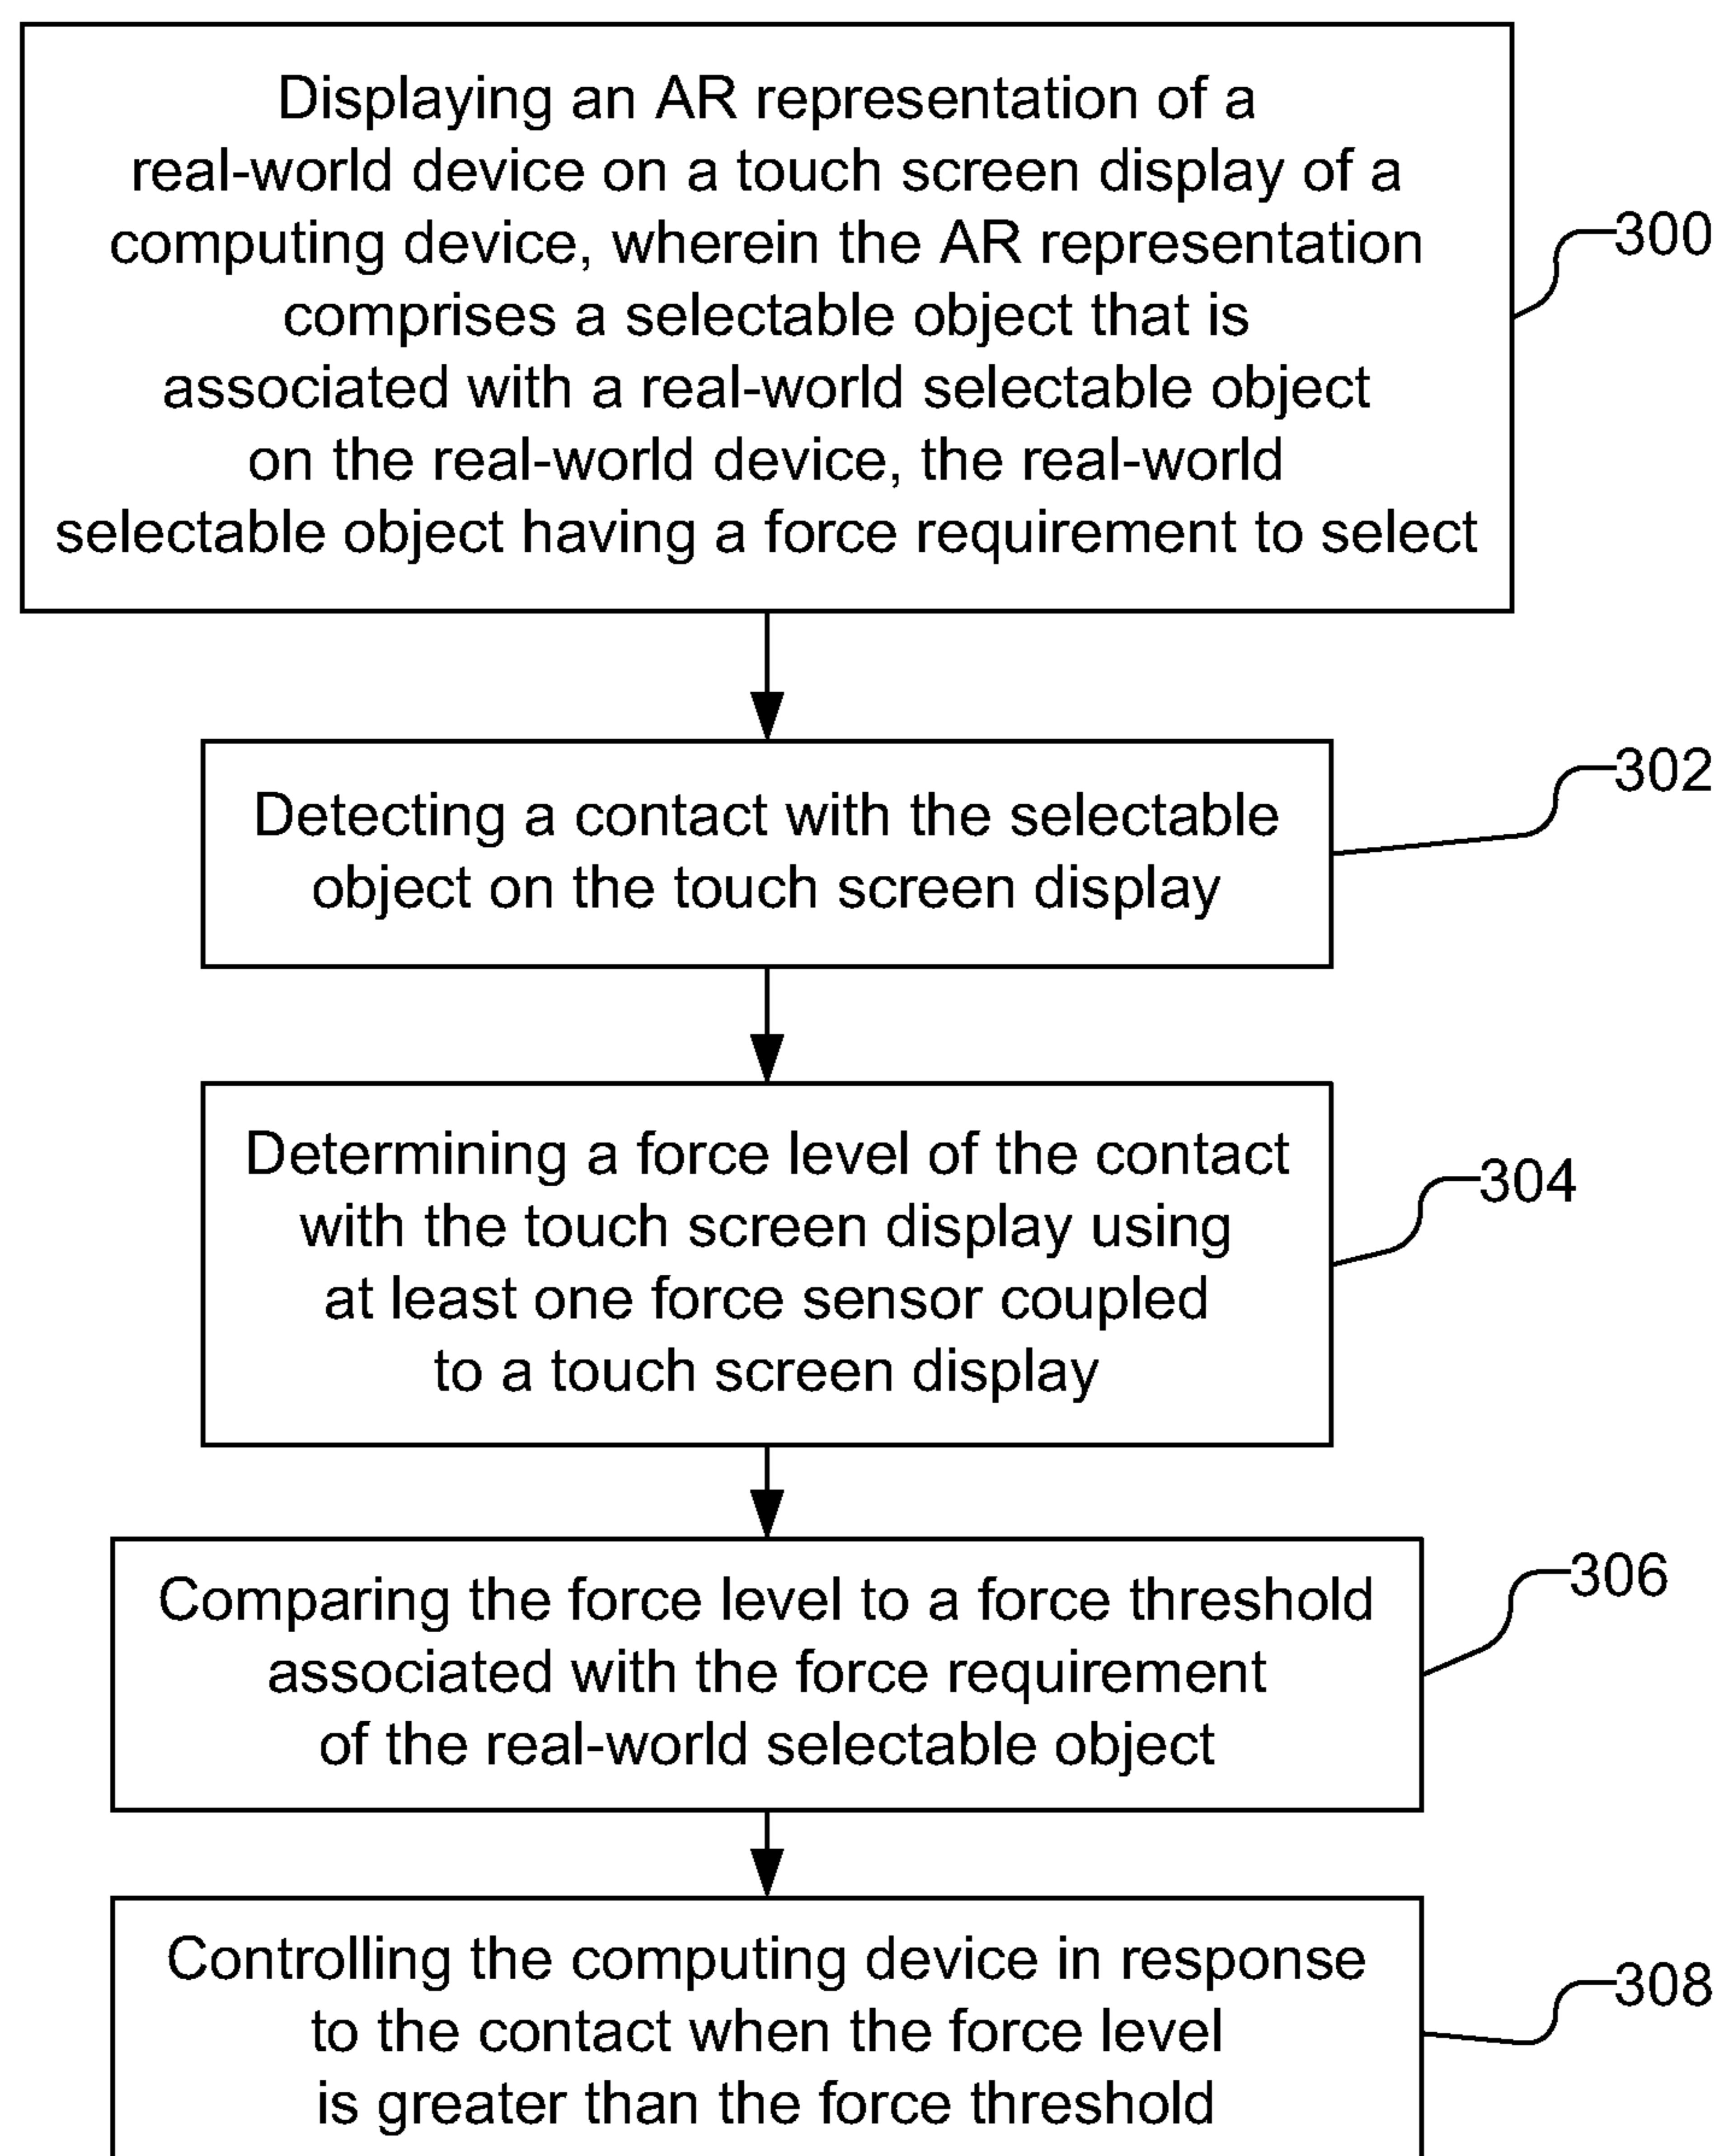 Displaying an AR representation of a
real-world device on a touch screen display of a
computing device, wherein the AR representation
comprises a selectable object that is
associated with a real-world selectable object
on the real-world device, the real-world
selectable object having a force requirement to select
300
Detecting a contact with the selectable
object on the touch screen display
302
Determining a force level of the contact
with the touch screen display using
at least one force sensor coupled
to a touch screen display
304
Comparing the force level to a force threshold
associated with the force requirement
of the real-world selectable object
306
Controlling the computing device in response
to the contact when the force level
is greater than the force threshold
308